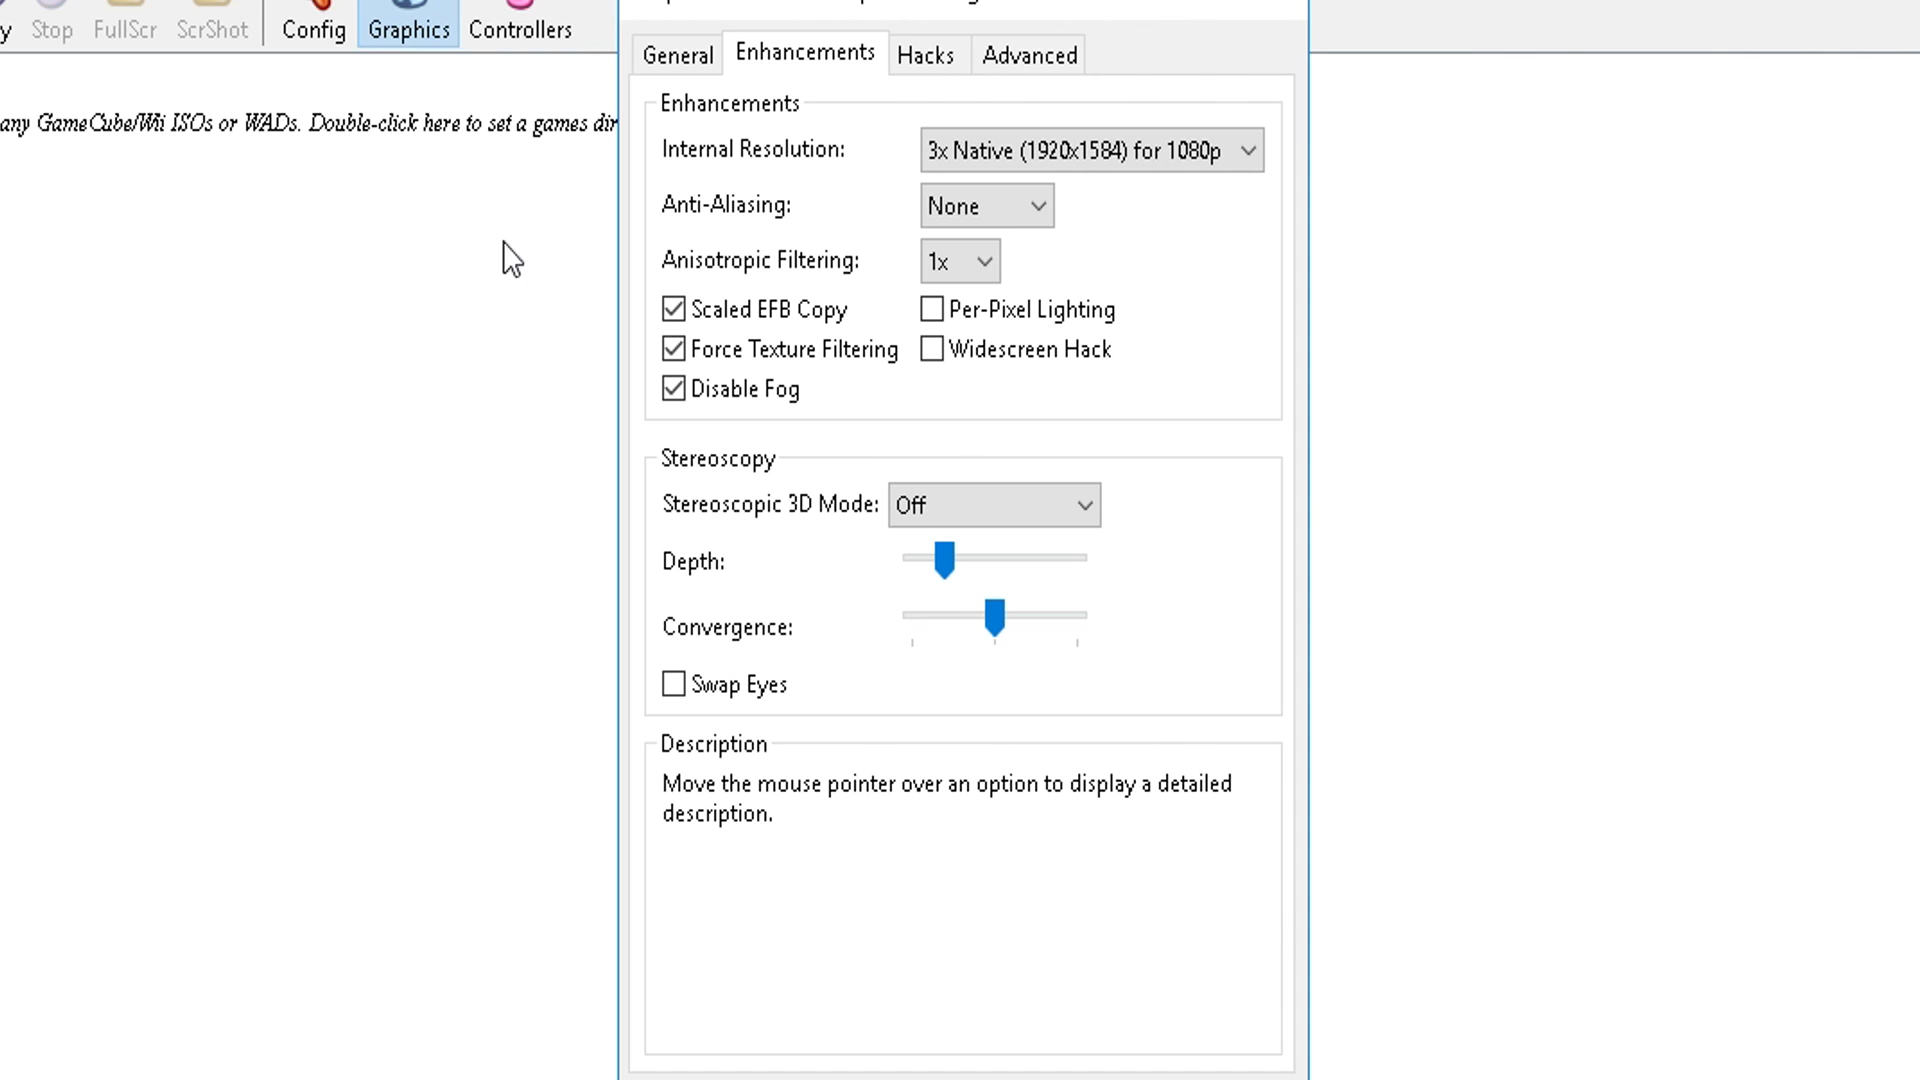 y Stop FullScr ScrShot Config Graphics Controllers
any GameCube/Wii ISOs or WADs. Double-click here to set a games dir
General Enhancements Hacks Advanced
Enhancements
Internal Resolution: 3x Native (1920x1584) for 1080p
Anti-Aliasing: None
Anisotropic Filtering: 1x
Scaled EFB Copy Per-Pixel Lighting
Force Texture Filtering Widescreen Hack
Disable Fog
Stereoscopy
Stereoscopic 3D Mode: Off
Depth:
Convergence:
Swap Eyes
Description
Move the mouse pointer over an option to display a detailed
description.